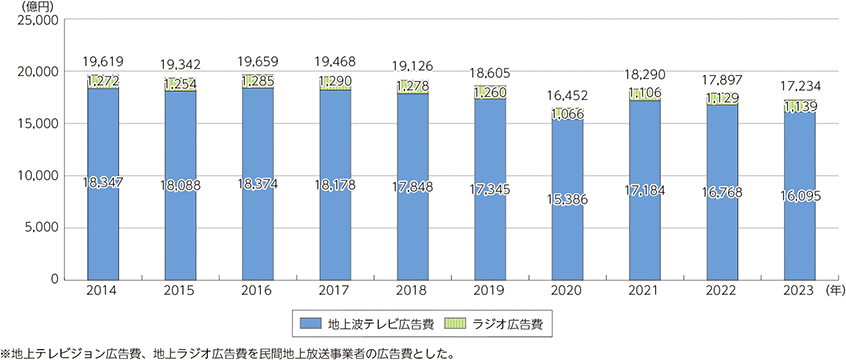 (億円)
25,000
20,000
15,000
10,000
5,000
0
19,619 19,342 19,659 19,468 19,126 18,605 16,452 18,290 17,897 17,234
1,272 1,254 1,285 1,290 1,278 1,260 1,066 1,106 1,129 1,139
18,347 18,088 18,374 18,178 17,848 17,345 15,386 17,184 16,768 16,095
2014 2015 2016 2017 2018 2019 2020 2021 2022 2023 (年)
地上波テレビ広告費 ラジオ広告費
※地上テレビジョン広告費、地上ラジオ広告費を民間地上放送事業者の広告費とした。